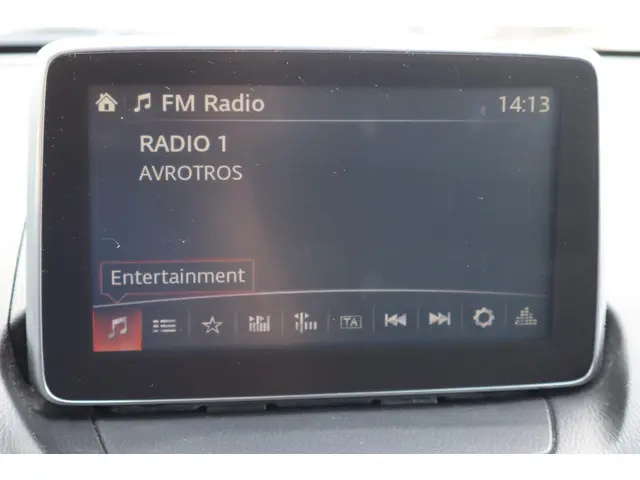 FM Radio 14:13
RADIO 1
AVROTROS
Entertainment
TA